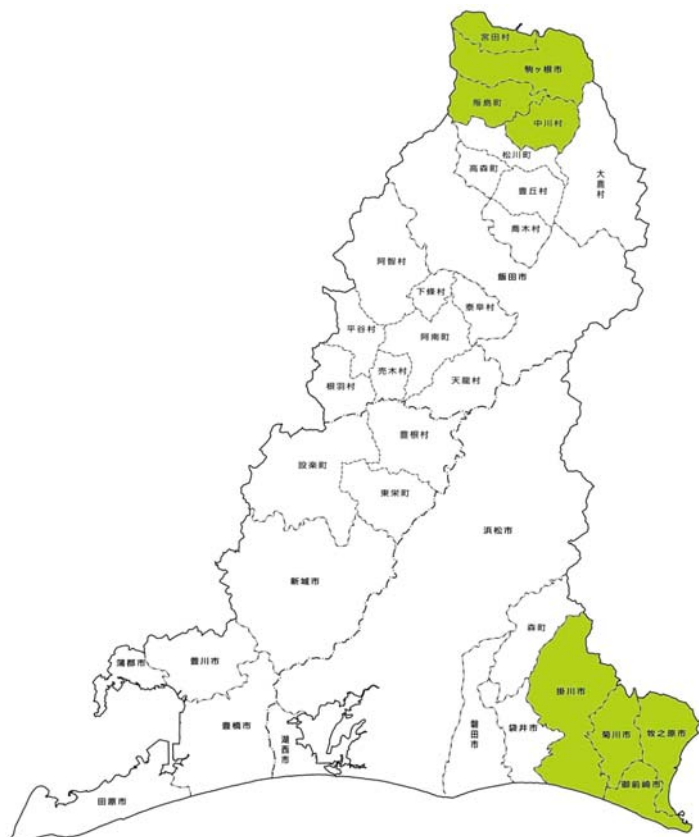 宮田村
駒ヶ根市
飯島町
中川村
松川町
大鹿村
高森町
豊丘村
喬木村
阿智村
飯田市
下條村
泰阜村
平谷村
阿南町
売木村
天龍村
根羽村
豊根村
設楽町
東栄町
浜松市
新城市
森町
蒲郡市
豊川市
掛川市
豊橋市
湖西市
磐田市
袋井市
菊川市
牧之原市
御前崎市
田原市